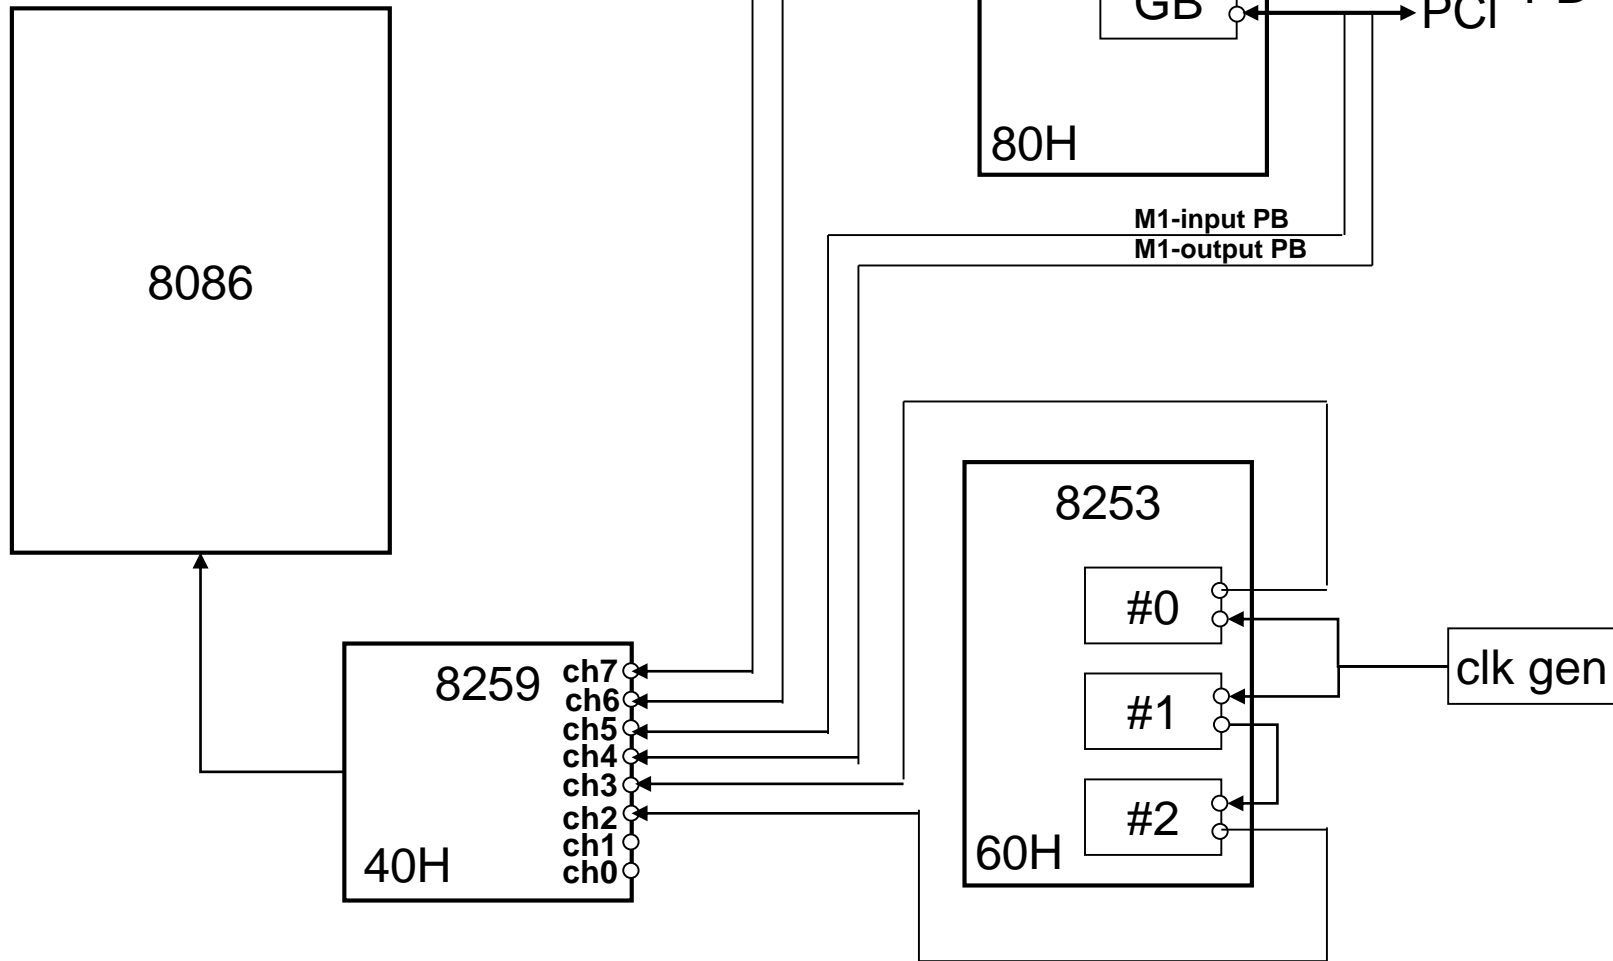 GB
PCI
80H
M1-input PB
M1-output PB
8086
8253
#0
clk gen
#1
#2
60H
8259
ch7
ch6
ch5
ch4
ch3
ch2
ch1
ch0
40H